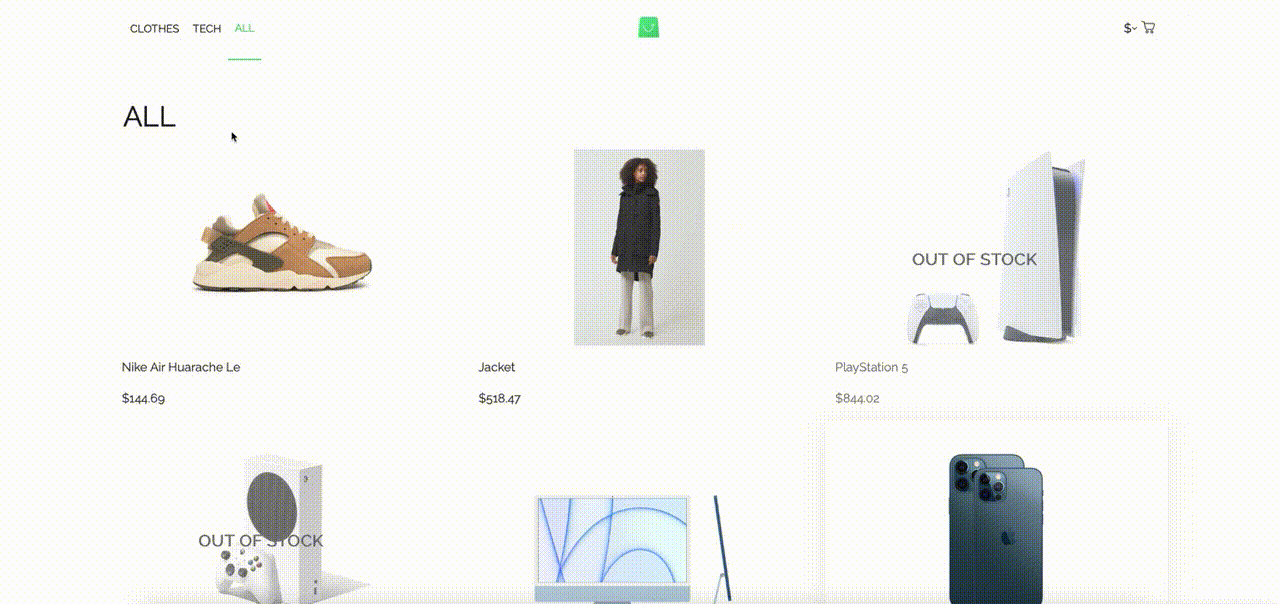 CLOTHES TECH ALL
$
ALL
OUT OF STOCK
Nike Air Huarache Le
Jacket
PlayStation 5
$144.69
$518.47
$844.02
OUT OF STOCK